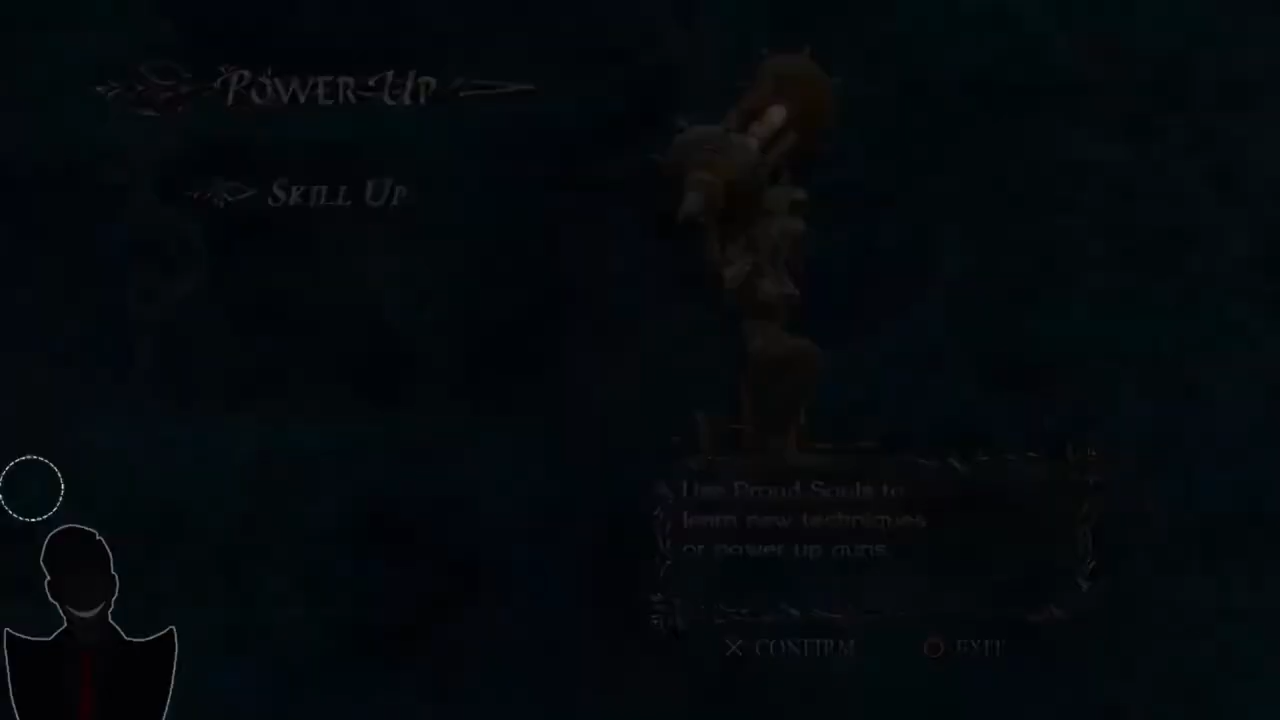 POWER-UP
SKILL UP
Use Proud Souls to
learn new techniques
or power up guns.
CONFIRM
EXIT